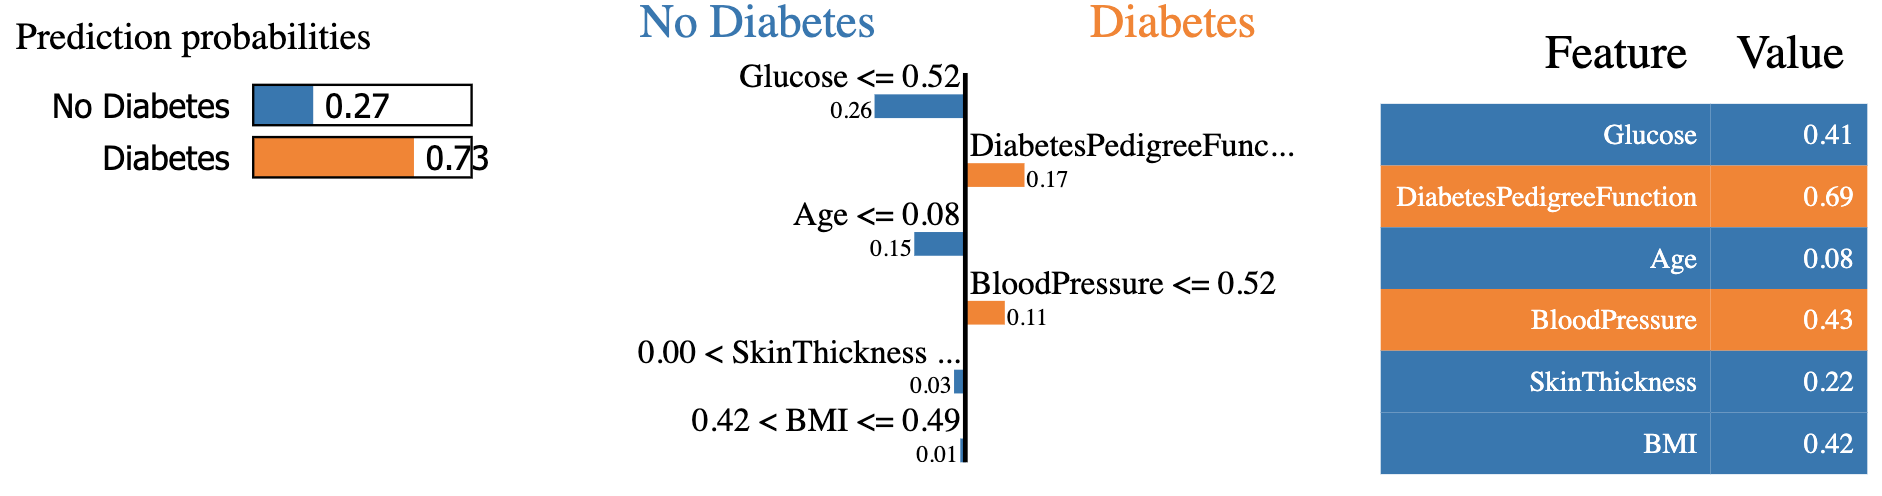 Prediction probabilities
No Diabetes 0.27
Diabetes 0.73
No Diabetes Diabetes
Glucose <= 0.52
0.26
DiabetesPedigreeFunc...
0.17
Age <= 0.08
0.15
BloodPressure <= 0.52
0.11
0.00 < SkinThickness ...
0.03
0.42 < BMI <= 0.49
0.01
Feature Value
Glucose 0.41
DiabetesPedigreeFunction 0.69
Age 0.08
BloodPressure 0.43
SkinThickness 0.22
BMI 0.42